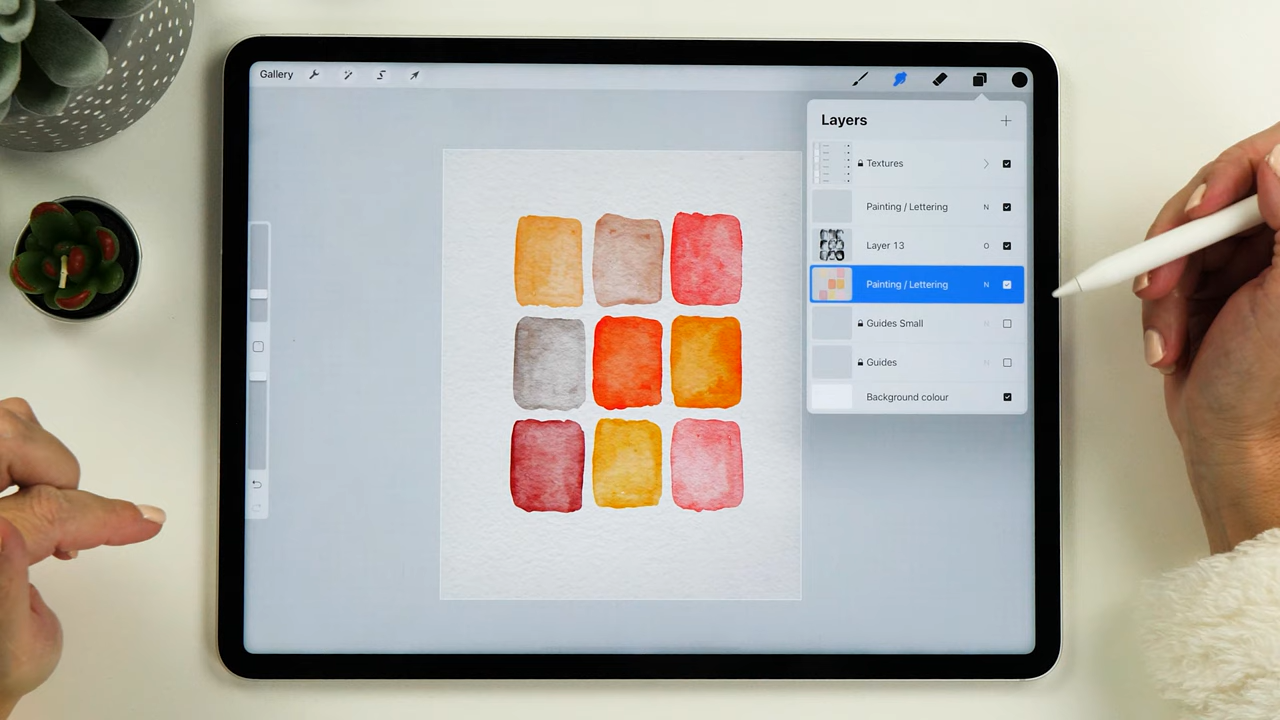 Gallery
Layers
Textures
Painting / Lettering N
Layer 13 O
Painting / Lettering N
Guides Small N
Guides N
Background colour